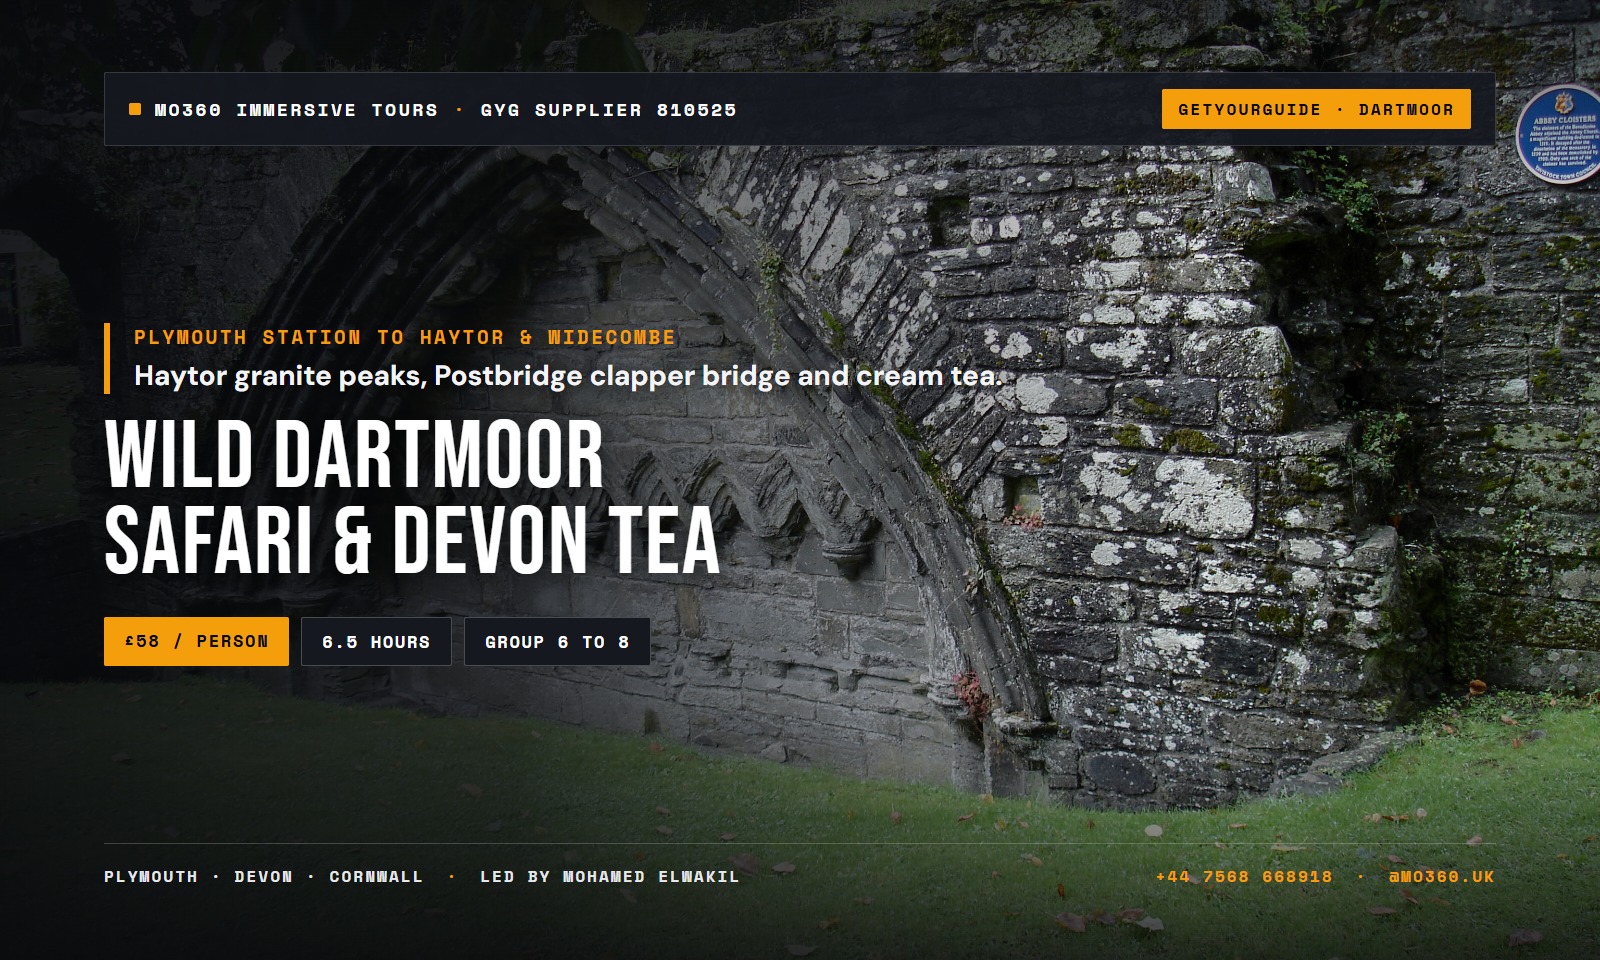 MO360 IMMERSIVE TOURS · GYG SUPPLIER 810525
GETYOURGUIDE · DARTMOOR
ABBEY CLOISTERS
PLYMOUTH STATION TO HAYTOR & WIDECOMBE
Haytor granite peaks, Postbridge clapper bridge and cream tea.
WILD DARTMOOR
SAFARI & DEVON TEA
£58 / PERSON
6.5 HOURS
GROUP 6 TO 8
PLYMOUTH · DEVON · CORNWALL · LED BY MOHAMED ELWAKIL
+44 7568 668918 · @MO360.UK